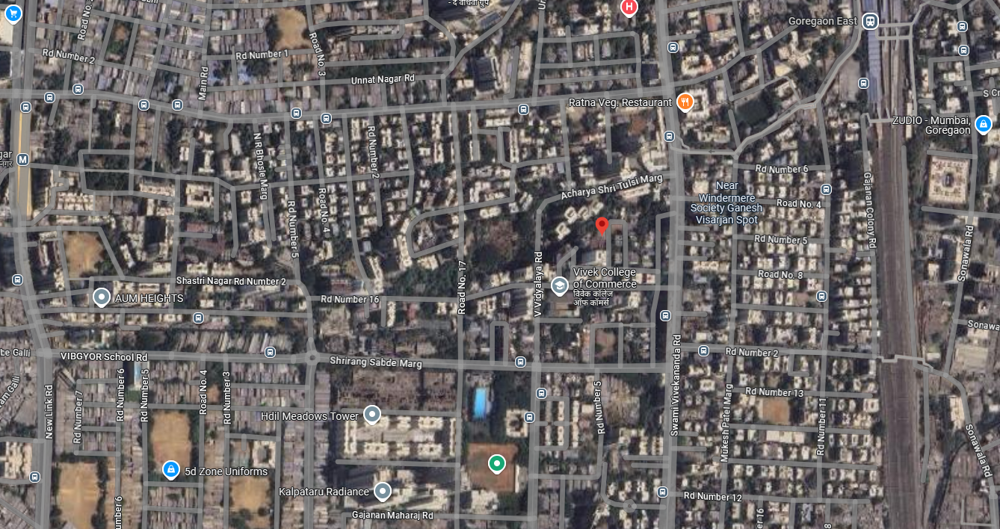 - द वाधवा ग्रुप
Goregaon East
Road No. 3
Rd Number 1
Rd Number 2
Unnat Nagar Rd
Main Rd
Ratna Veg. Restaurant
ZUDIO - Mumbai,
Goregaon
M
N R Bhosle Marg
Rd Number 2
Acharya Shri Tulsi Marg
Rd Number 6
Near
Windermere
Society Ganesh
Visarjan Spot
Road No. 4
Gajanan Colony Rd
Road No. 4
Rd Number 5
Rd Number 5
Sonawala Rd
Shastri Nagar Rd Number 2
Road No. 17
V Vidyalaya Rd
Vivek College
of Commerce
विवेक कॉलेज
ऑफ कॉमर्स
Road No. 8
AUM HEIGHTS
Rd Number 16
VIBGYOR School Rd
Shrirang Sabde Marg
Swami Vivekananda Rd
Rd Number 2
New Link Rd
Rd Number 7
Rd Number 6
Rd Number 5
Road No. 4
Rd Number 3
Hdil Meadows Tower
Rd Number 5
Mukesh Patel Marg
Rd Number 13
Rd Number 11
Sonawala Rd
5d Zone Uniforms
Kalpataru Radiance
Gajanan Maharaj Rd
Rd Number 12
H